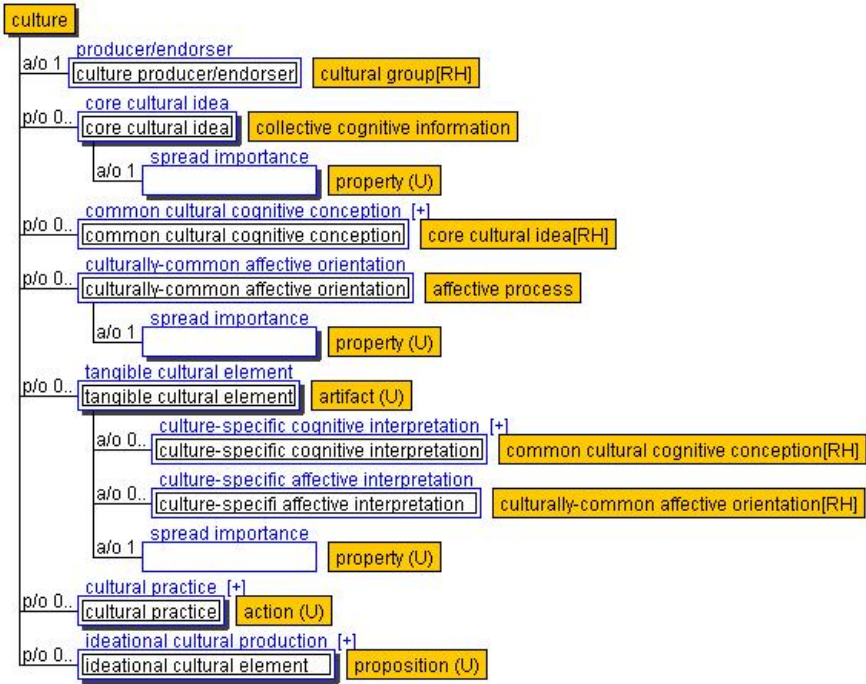 culture
producer/endorser
a/o 1 culture producer/endorser cultural group[RH]
core cultural idea
p/o 0.. core cultural idea collective cognitive information
spread importance
a/o 1 property (U)
common cultural cognitive conception [+]
p/o 0.. common cultural cognitive conception core cultural idea[RH]
culturally-common affective orientation
p/o 0.. culturally-common affective orientation affective process
spread importance
a/o 1 property (U)
tangible cultural element
p/o 0.. tangible cultural element artifact (U)
culture-specific cognitive interpretation [+]
a/o 0.. culture-specific cognitive interpretation common cultural cognitive conception[RH]
culture-specific affective interpretation
a/o 0.. culture-specifi affective interpretation culturally-common affective orientation[RH]
spread importance
a/o 1 property (U)
cultural practice [+]
p/o 0.. cultural practice action (U)
ideational cultural production [+]
p/o 0.. ideational cultural element proposition (U)